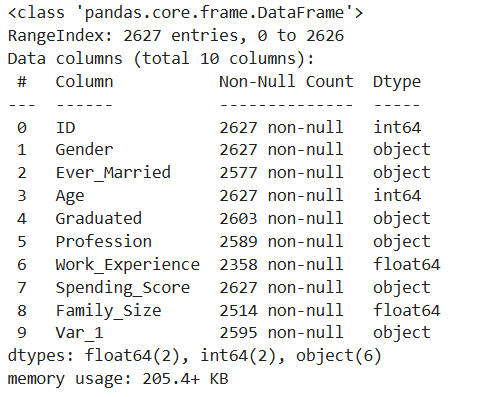 <class 'pandas.core.frame.DataFrame'>
RangeIndex: 2627 entries, 0 to 2626
Data columns (total 10 columns):
 #   Column           Non-Null Count  Dtype  
---  ------           --------------  -----  
 0   ID               2627 non-null   int64  
 1   Gender           2627 non-null   object 
 2   Ever_Married     2577 non-null   object 
 3   Age              2627 non-null   int64  
 4   Graduated        2603 non-null   object 
 5   Profession       2589 non-null   object 
 6   Work_Experience  2358 non-null   float64
 7   Spending_Score   2627 non-null   object 
 8   Family_Size      2514 non-null   float64
 9   Var_1            2595 non-null   object 
dtypes: float64(2), int64(2), object(6)
memory usage: 205.4+ KB